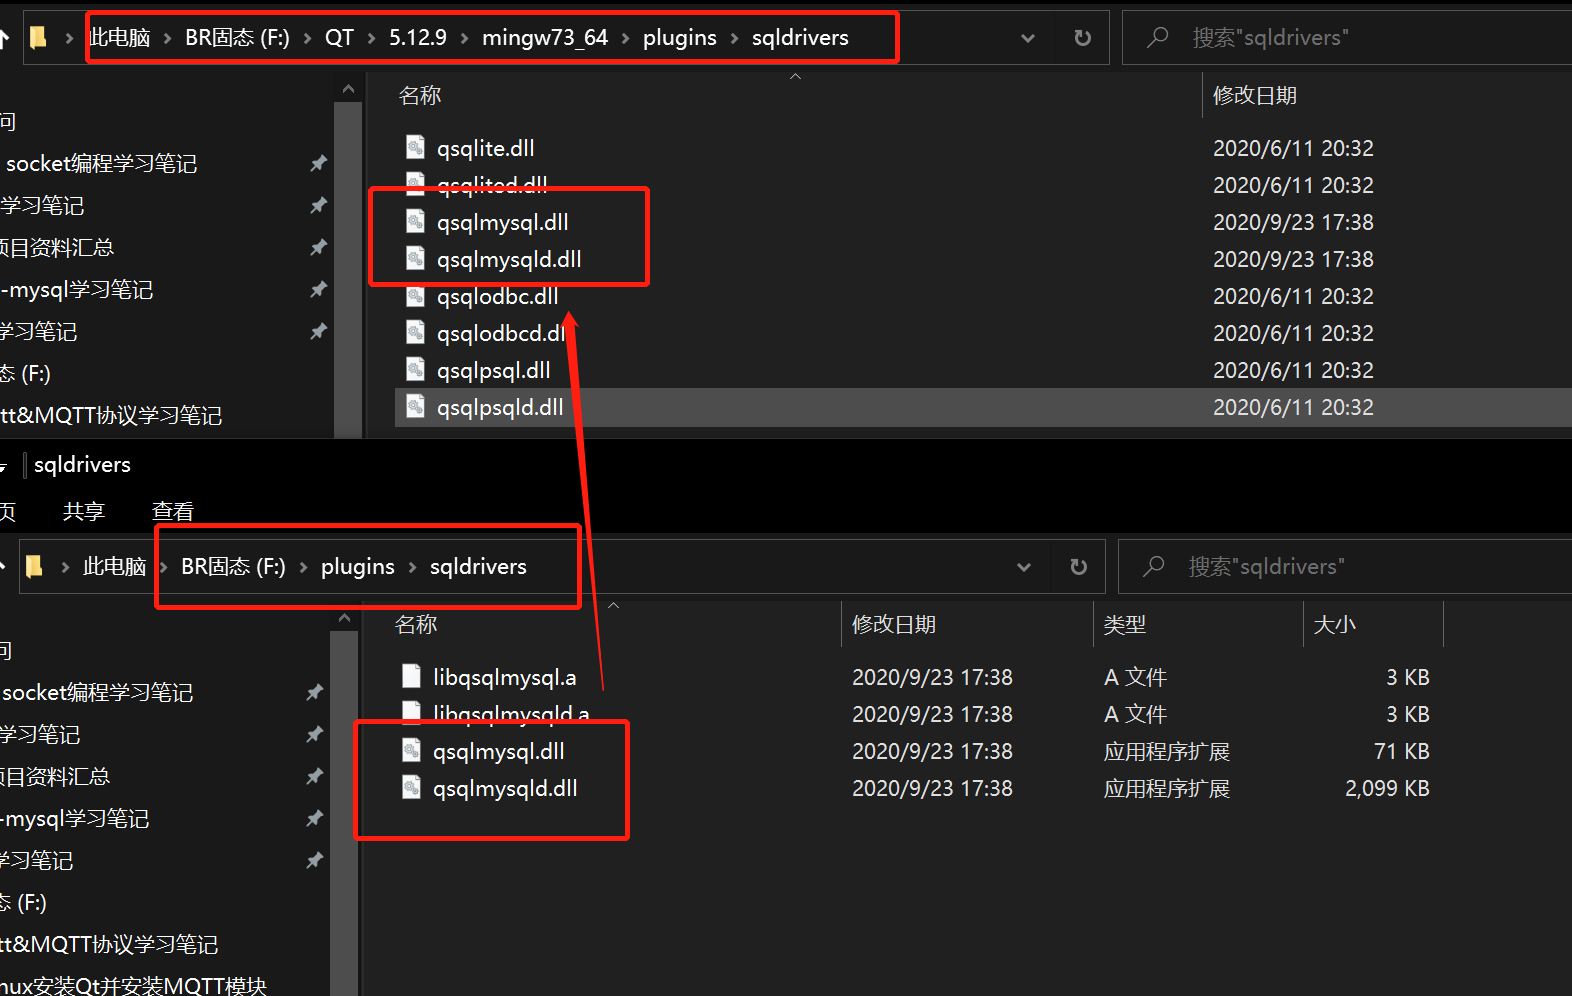 此电脑 › BR固态 (F:) › QT › 5.12.9 › mingw73_64 › plugins › sqldrivers
搜索"sqldrivers"
名称 修改日期
问
socket编程学习笔记
学习笔记
项目资料汇总
-mysql学习笔记
学习笔记
态 (F:)
tt&MQTT协议学习笔记
qsqlite.dll 2020/6/11 20:32
qsqlited.dll 2020/6/11 20:32
qsqlmysql.dll 2020/9/23 17:38
qsqlmysqld.dll 2020/9/23 17:38
qsqlodbc.dll 2020/6/11 20:32
qsqlodbcd.dll 2020/6/11 20:32
qsqlpsql.dll 2020/6/11 20:32
qsqlpsqld.dll 2020/6/11 20:32
sqldrivers
页 共享 查看
此电脑 › BR固态 (F:) › plugins › sqldrivers
搜索"sqldrivers"
名称 修改日期 类型 大小
问
socket编程学习笔记
学习笔记
项目资料汇总
-mysql学习笔记
学习笔记
态 (F:)
tt&MQTT协议学习笔记
nux安装Qt并安装MQTT模块
libqsqlmysql.a 2020/9/23 17:38 A 文件 3 KB
libqsqlmysqld.a 2020/9/23 17:38 A 文件 3 KB
qsqlmysql.dll 2020/9/23 17:38 应用程序扩展 71 KB
qsqlmysqld.dll 2020/9/23 17:38 应用程序扩展 2,099 KB